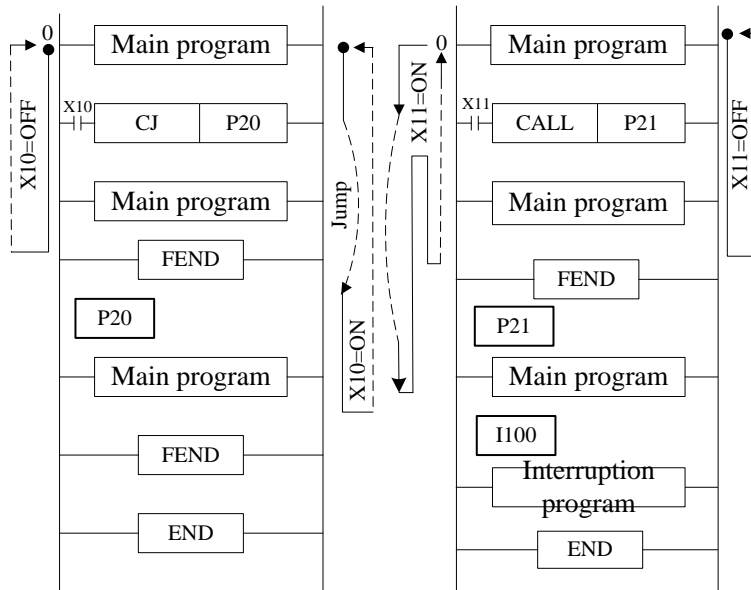 0
Main program
X10
CJ
P20
X10=OFF
Main program
FEND
P20
Main program
FEND
END
Jump
X10=ON
X11=ON
0
Main program
X11
CALL
P21
X11=OFF
Main program
FEND
P21
Main program
I100
Interruption
program
END